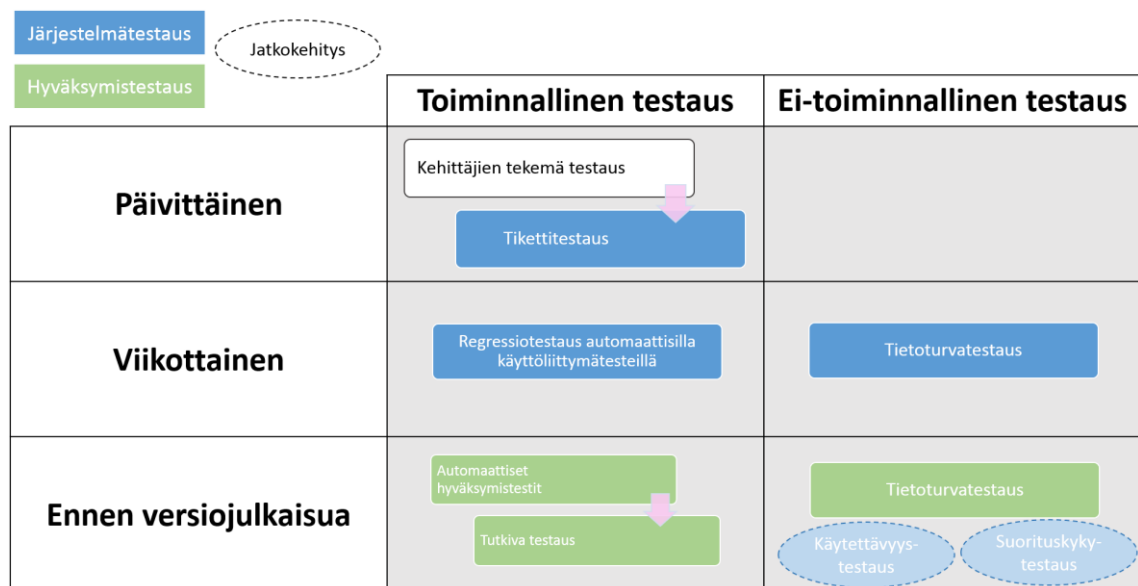 Järjestelmätestaus
Jatkokehitys
Hyväksymistestaus
Toiminnallinen testaus
Ei-toiminnallinen testaus
Päivittäinen
Kehittäjien tekemä testaus
Tikettitestaus
Viikottainen
Regressiotestaus automaattisilla
käyttöliittymätesteillä
Tietoturvatestaus
Ennen versiojulkaisua
Automaattiset
hyväksymistestit
Tutkiva testaus
Tietoturvatestaus
Käytettävyys-
testaus
Suorituskyky-
testaus